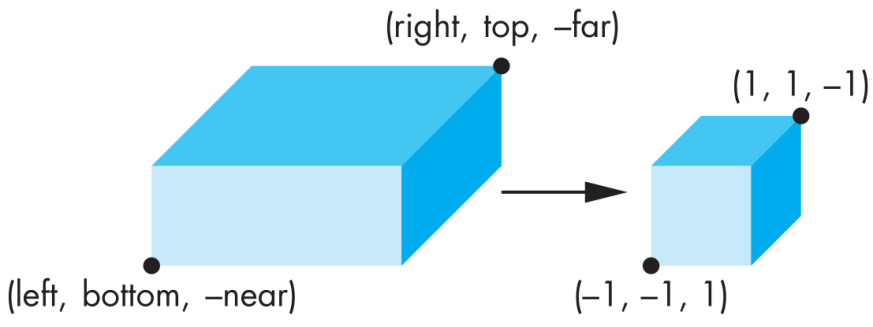 (right, top, –far)
(1, 1, –1)
(left, bottom, –near)
(–1, –1, 1)